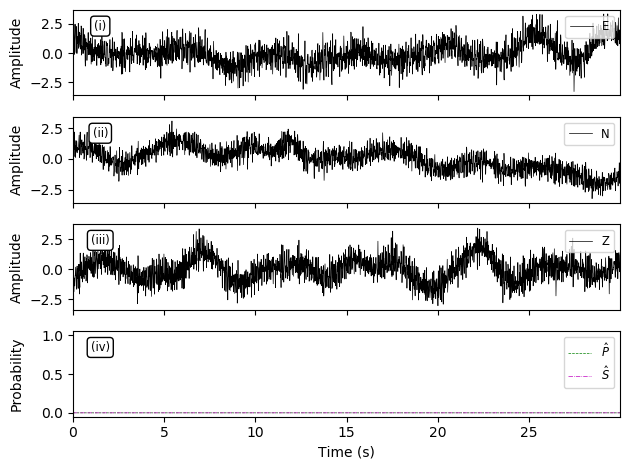 Amplitude
2.5
0.0
−2.5
(i)
E
Amplitude
2.5
0.0
−2.5
(ii)
N
Amplitude
2.5
0.0
−2.5
(iii)
Z
Probability
1.0
0.5
0.0
(iv)
P̂
Ŝ
0 5 10 15 20 25
Time (s)